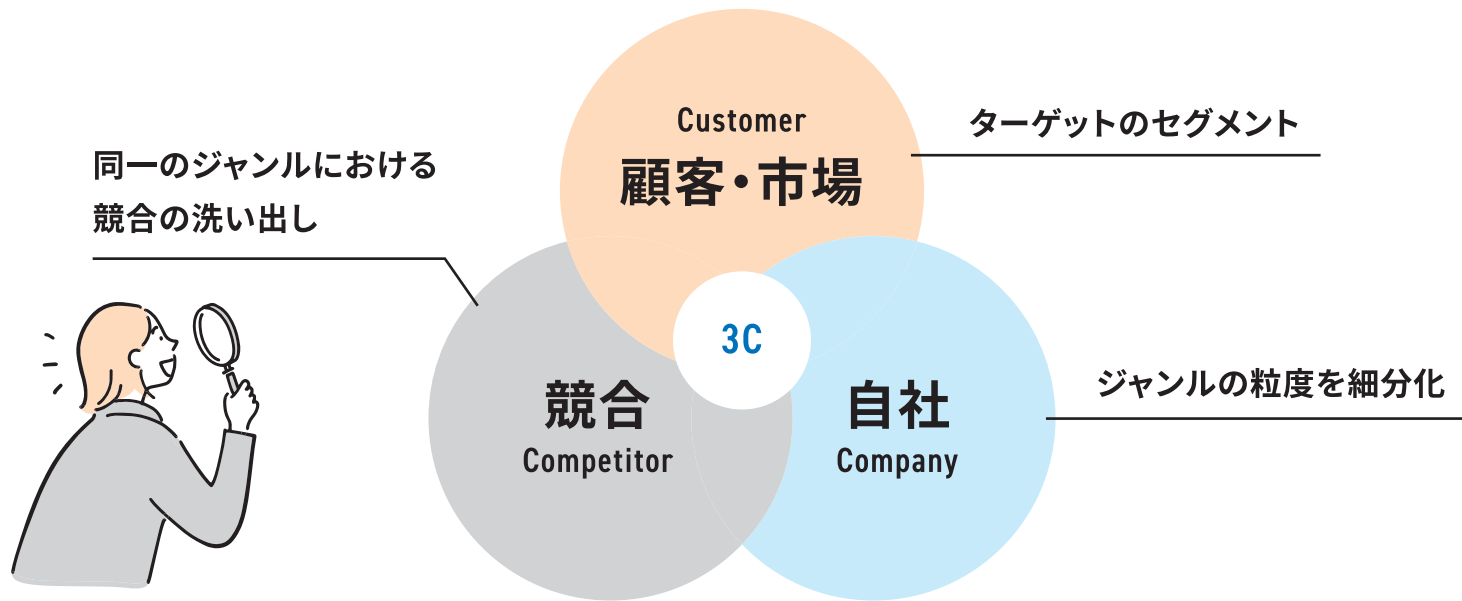 Customer
顧客・市場
ターゲットのセグメント
同一のジャンルにおける
競合の洗い出し
3C
競合
Competitor
自社
Company
ジャンルの粒度を細分化